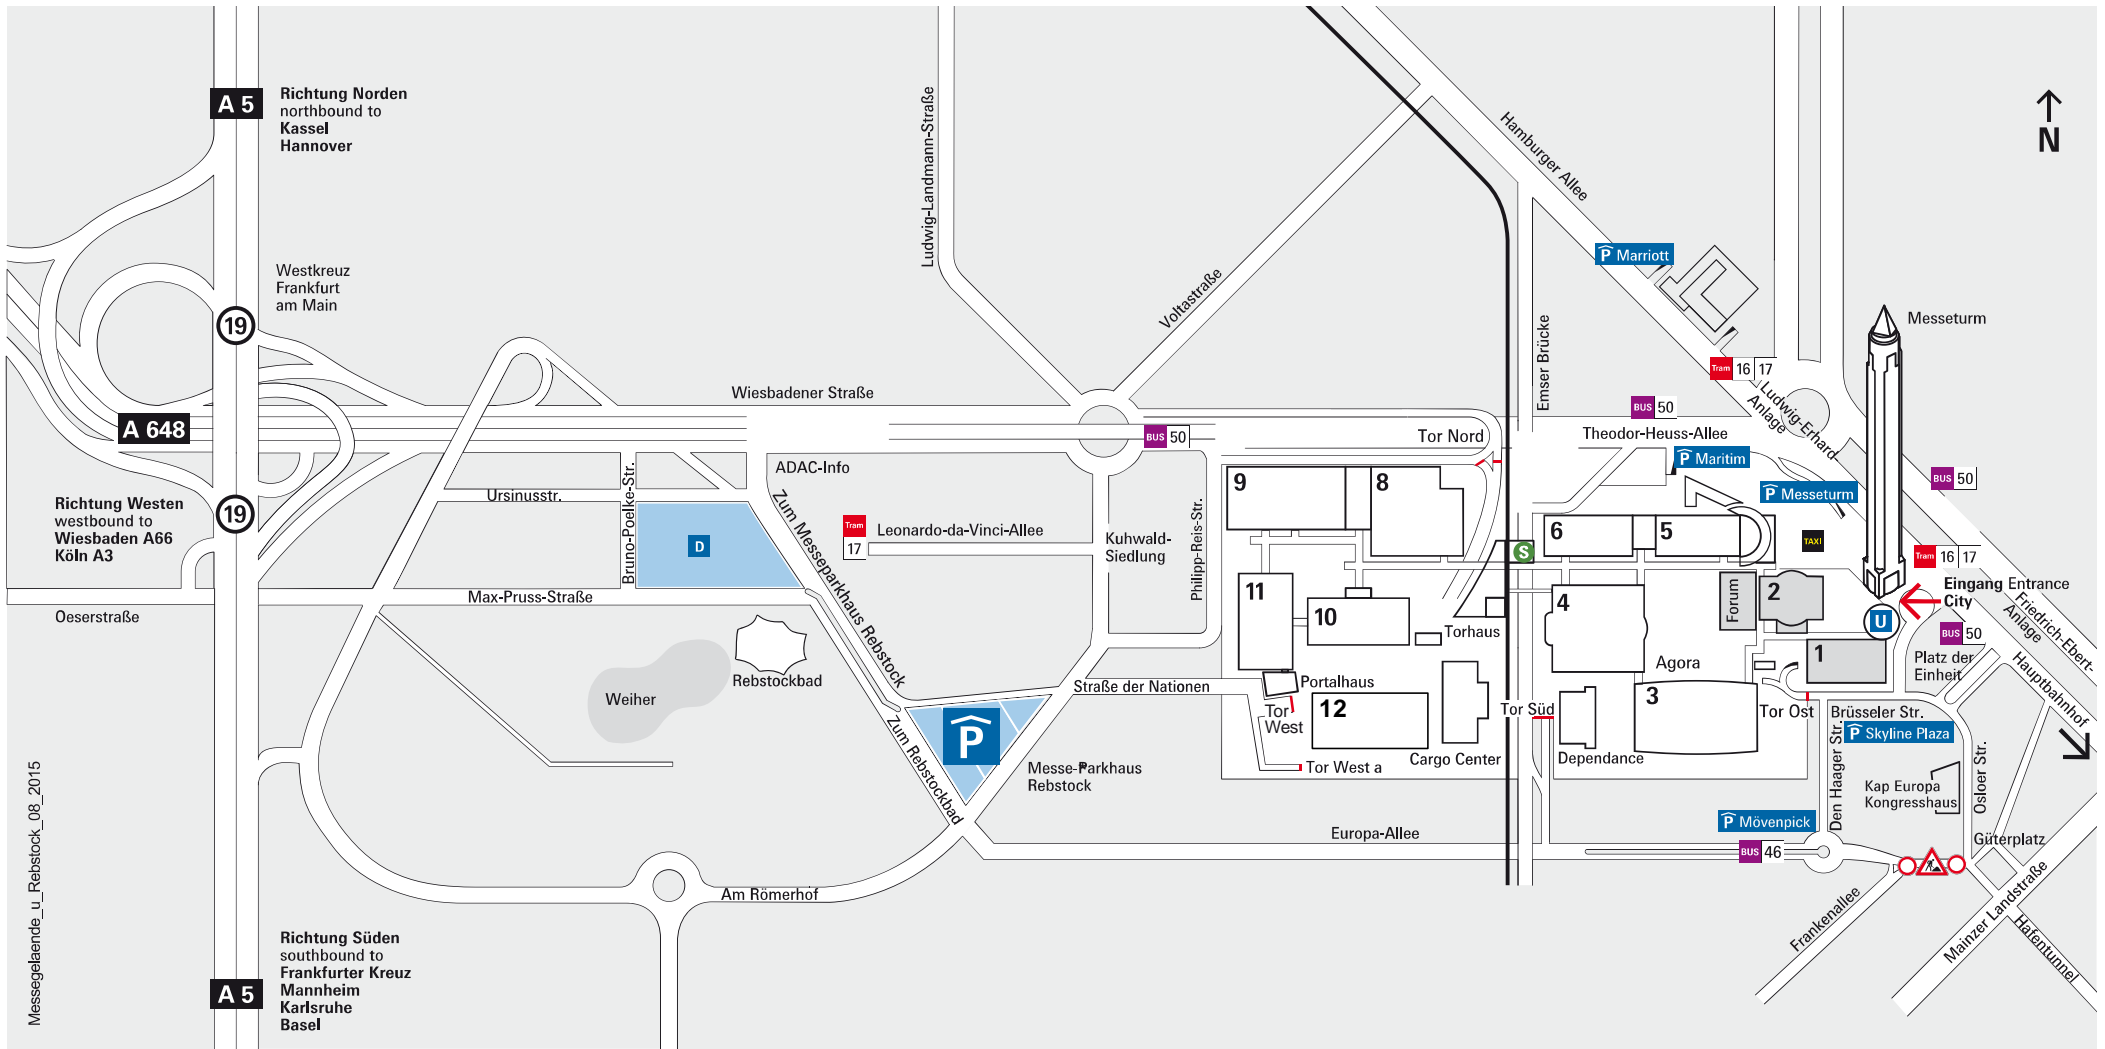 A 5
Richtung Norden
northbound to
Kassel
Hannover
N
Westkreuz
Frankfurt
am Main
19
A 648
19
Richtung Westen
westbound to
Wiesbaden A66
Köln A3
Oeserstraße
Ludwig-Landmann-Straße
Voltastraße
Hamburger Allee
Emser Brücke
P Marriott
Messeturm
Tram 16 17
Ludwig-Erhard-
Anlage
Wiesbadener Straße
BUS 50
BUS 50
Tor Nord
Theodor-Heuss-Allee
P Maritim
P Messeturm
BUS 50
ADAC-Info
Ursinusstr.
Bruno-Poelke-Str.
D
Zum Messeparkhaus Rebstock
Max-Pruss-Straße
Tram
17
Leonardo-da-Vinci-Allee
Kuhwald-
Siedlung
Philipp-Reis-Str.
9
8
6
5
S
TAXI
Tram 16 17
Eingang Entrance
City
11
10
4
Forum
2
U
BUS 50
Friedrich-Ebert-
Anlage
Hauptbahnhof
Torhaus
1
Platz der
Einheit
Agora
Weiher
Rebstockbad
Straße der Nationen
Portalhaus
Tor
West
12
Cargo Center
Tor Süd
Dependance
3
Tor Ost
Brüsseler Str.
P Skyline Plaza
Zum Rebstockbad
P
Messe-Parkhaus
Rebstock
Tor West a
Den Haager Str.
Kap Europa
Kongresshaus
Osloer Str.
P Mövenpick
Europa-Allee
BUS 46
Güterplatz
Am Römerhof
Frankenallee
Mainzer Landstraße
Hafentunnel
Richtung Süden
southbound to
Frankfurter Kreuz
Mannheim
Karlsruhe
Basel
A 5
Messegelaende_u_Rebstock_08_2015